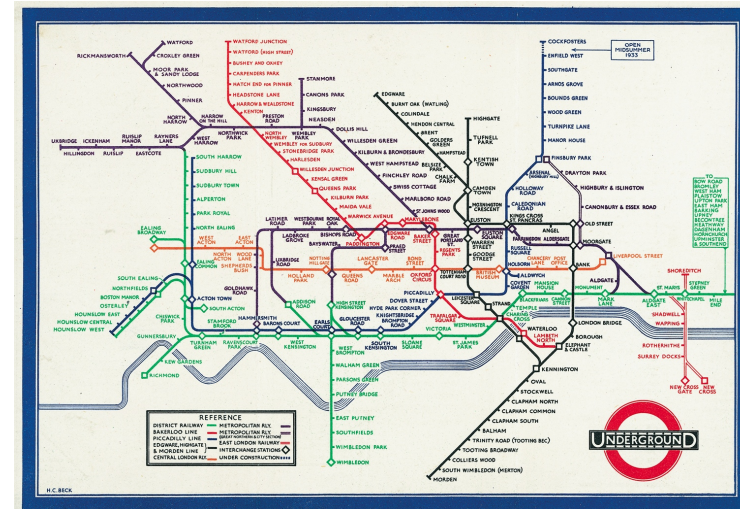 WATFORD
RICKMANSWORTH
CROXLEY GREEN
MOOR PARK
& SANDY LODGE
NORTHWOOD
PINNER
NORTH
HARROW
HARROW
ON THE HILL
WEST
HARROW
NORTHWICK
PARK
PRESTON
ROAD
WEMBLEY
PARK
NEASDEN
KINGSBURY
CANONS PARK
STANMORE
DOLLIS HILL
WILLESDEN GREEN
KILBURN & BRONDESBURY
WEST HAMPSTEAD
FINCHLEY ROAD
SWISS COTTAGE
MARLBORO ROAD
ST JOHNS WOOD
UXBRIDGE
ICKENHAM
HILLINGDON
RUISLIP
RUISLIP
MANOR
EASTCOTE
RAYNERS
LANE
WATFORD JUNCTION
WATFORD (HIGH STREET)
BUSHEY AND OXHEY
CARPENDERS PARK
HATCH END FOR PINNER
HEADSTONE LANE
HARROW & WEALDSTONE
KENTON
NORTH
WEMBLEY
WEMBLEY FOR SUDBURY
STONEBRIDGE PARK
HARLESDEN
WILLESDEN JUNCTION
KENSAL GREEN
QUEENS PARK
KILBURN PARK
MAIDA VALE
WARWICK AVENUE
PADDINGTON
EDGWARE
ROAD
MARYLEBONE
BAKER
STREET
EDGWARE
BURNT OAK (WATLING)
COLINDALE
HENDON CENTRAL
BRENT
GOLDERS
GREEN
HAMPSTEAD
BELSIZE
PARK
CHALK
FARM
HIGHGATE
TUFNELL
PARK
KENTISH
TOWN
CAMDEN
TOWN
MORNINGTON
CRESCENT
EUSTON
COCKFOSTERS
ENFIELD WEST
OPEN
MIDSUMMER
1933
SOUTHGATE
ARNOS GROVE
BOUNDS GREEN
WOOD GREEN
TURNPIKE LANE
MANOR HOUSE
FINSBURY PARK
ARSENAL
(HIGHBURY HILL)
DRAYTON PARK
HOLLOWAY
ROAD
HIGHBURY & ISLINGTON
CALEDONIAN
ROAD
CANONBURY & ESSEX ROAD
KINGS CROSS
ST. PANCRAS
ANGEL
OLD STREET
MOORGATE
LIVERPOOL STREET
TO
BOW ROAD
BROMLEY
WEST HAM
PLAISTOW
UPTON PARK
EAST HAM
BARKING
UPNEY
BECONTREE
HEATHWAY
DAGENHAM
HORNCHURCH
UPMINSTER
& SOUTHEND
SOUTH HARROW
SUDBURY HILL
SUDBURY TOWN
ALPERTON
PARK ROYAL
NORTH EALING
EALING
BROADWAY
WEST
ACTON
EAST
ACTON
NORTH
ACTON
WOOD
LANE
SHEPHERDS
BUSH
EALING
COMMON
LATIMER
ROAD
LADBROKE
GROVE
WESTBOURNE
PARK
ROYAL
OAK
BISHOPS ROAD
BAYSWATER
PRAED
STREET
GREAT
PORTLAND ST.
REGENTS
PARK
EUSTON
SQUARE
WARREN
STREET
GOODGE
STREET
RUSSELL
SQUARE
FARRINGDON
ALDERSGATE
HOLLAND
PARK
NOTTING
HILL GATE
QUEENS
ROAD
LANCASTER
GATE
MARBLE
ARCH
BOND
STREET
OXFORD
CIRCUS
TOTTENHAM COURT
ROAD
BRITISH
MUSEUM
HOLBORN
CHANCERY
LANE
POST
OFFICE
BANK
ALDGATE
GOLDHAWK
ROAD
ADDISON
ROAD
HIGH STREET
KENSINGTON
SOUTH EALING
NORTHFIELDS
BOSTON MANOR
OSTERLEY
HOUNSLOW EAST
HOUNSLOW CENTRAL
HOUNSLOW WEST
CHISWICK
PARK
ACTON TOWN
SOUTH ACTON
GUNNERSBURY
KEW GARDENS
RICHMOND
TURNHAM
GREEN
STAMFORD
BROOK
RAVENSCOURT
PARK
HAMMERSMITH
BARONS COURT
WEST
KENSINGTON
EARLS
COURT
WEST
BROMPTON
GLOUCESTER
ROAD
SOUTH
KENSINGTON
BROMPTON
ROAD
KNIGHTSBRIDGE
HYDE PARK CORNER
DOVER STREET
PICCADILLY
SLOANE
SQUARE
VICTORIA
ST. JAMES
PARK
WESTMINSTER
TRAFALGAR
SQUARE
LEICESTER
SQUARE
COVENT
GARDEN
ALDWYCH
STRAND
CHARING
CROSS
TEMPLE
BLACKFRIARS
MANSION
HOUSE
CANNON
STREET
MONUMENT
MARK
LANE
ALDGATE
EAST
ST. MARYS
WHITECHAPEL
STEPNEY
GREEN
MILE
END
SHOREDITCH
SHADWELL
WAPPING
ROTHERHITHE
SURREY DOCKS
NEW CROSS
GATE
NEW
CROSS
WATERLOO
LAMBETH
NORTH
LONDON BRIDGE
BOROUGH
ELEPHANT
& CASTLE
KENNINGTON
OVAL
STOCKWELL
CLAPHAM NORTH
CLAPHAM COMMON
CLAPHAM SOUTH
BALHAM
TRINITY ROAD (TOOTING BEC)
TOOTING BROADWAY
COLLIERS WOOD
SOUTH WIMBLEDON (MERTON)
MORDEN
WALHAM GREEN
PARSONS GREEN
PUTNEY BRIDGE
EAST PUTNEY
SOUTHFIELDS
WIMBLEDON PARK
WIMBLEDON
REFERENCE
DISTRICT RAILWAY
BAKERLOO LINE
PICCADILLY LINE
EDGWARE, HIGHGATE
& MORDEN LINE
CENTRAL LONDON RLY.
METROPOLITAN RLY.
METROPOLITAN RLY.
(GREAT NORTHERN & CITY SECTION)
EAST LONDON RAILWAY
INTERCHANGE STATIONS
UNDER CONSTRUCTION
UNDERGROUND
H.C. BECK